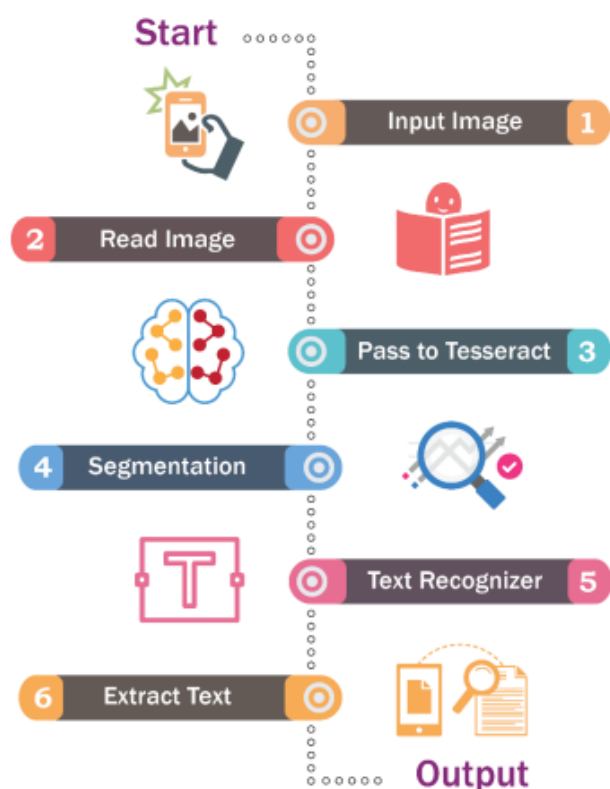 Start
Input Image 1
2 Read Image
Pass to Tesseract 3
4 Segmentation
T
Text Recognizer 5
6 Extract Text
Output